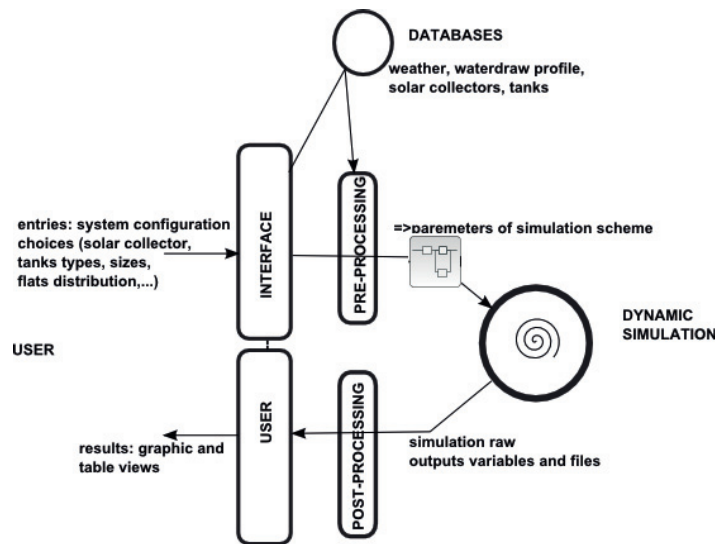 DATABASES
weather, waterdraw profile,
solar collectors, tanks
INTERFACE
PRE-PROCESSING
entries: system configuration
choices (solar collector,
tanks types, sizes,
flats distribution,...)
=>paremeters of simulation scheme
DYNAMIC
SIMULATION
USER
USER
POST-PROCESSING
results: graphic and
table views
simulation raw
outputs variables and files